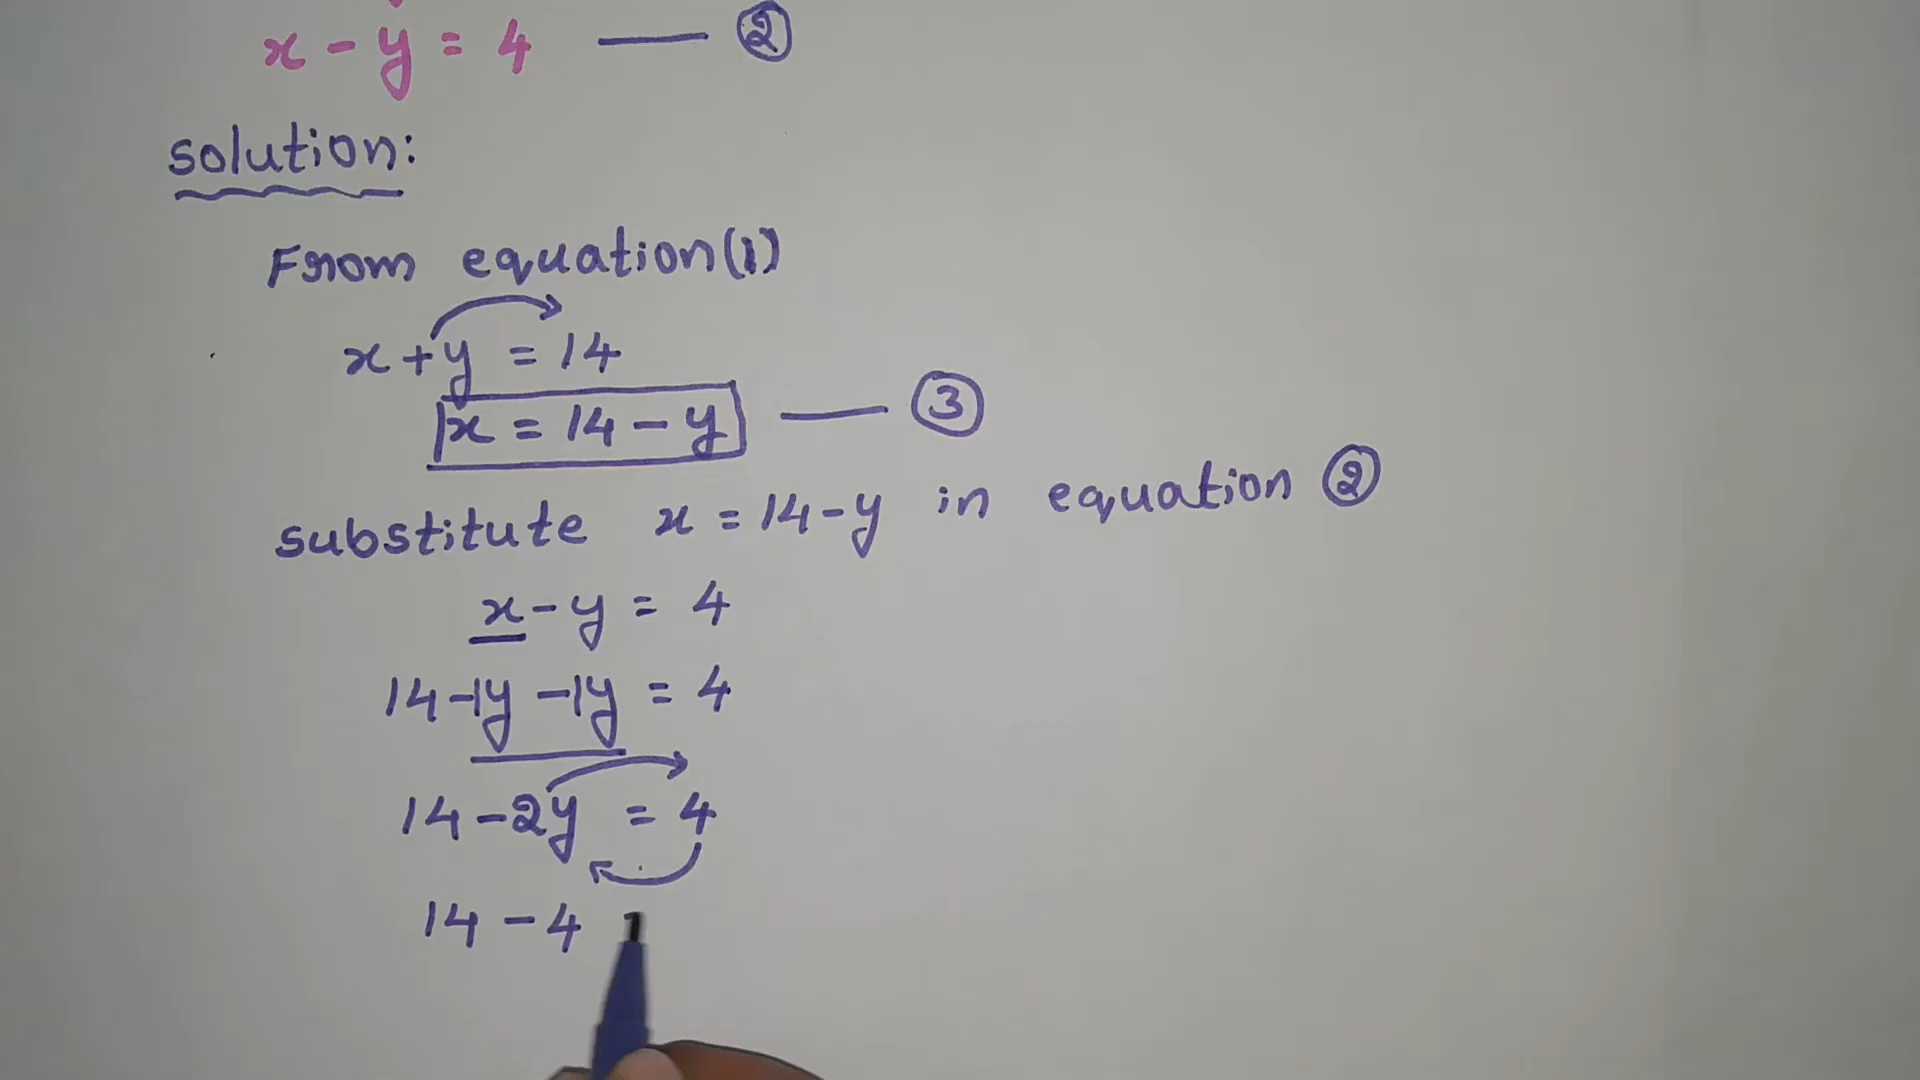 x - y = 4 —— ②
solution:
From equation(1)
x + y = 14
x = 14 - y —— ③
substitute x = 14 - y in equation ②
x - y = 4
14 - 1y - 1y = 4
14 - 2y = 4
14 - 4